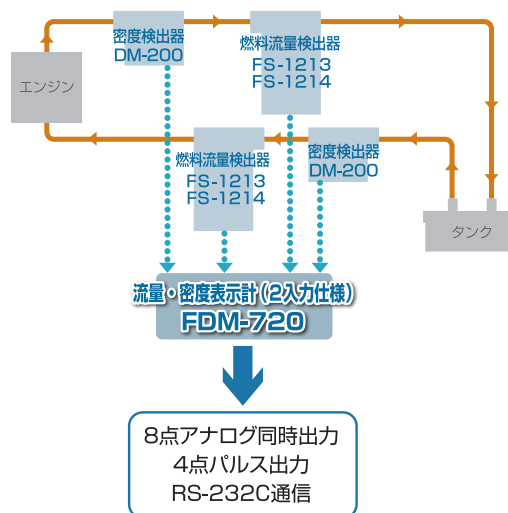 密度検出器
DM-200
燃料流量検出器
FS-1213
FS-1214
エンジン
燃料流量検出器
FS-1213
FS-1214
密度検出器
DM-200
タンク
流量・密度表示計(2入力仕様)
FDM-720
8点アナログ同時出力
4点パルス出力
RS-232C通信